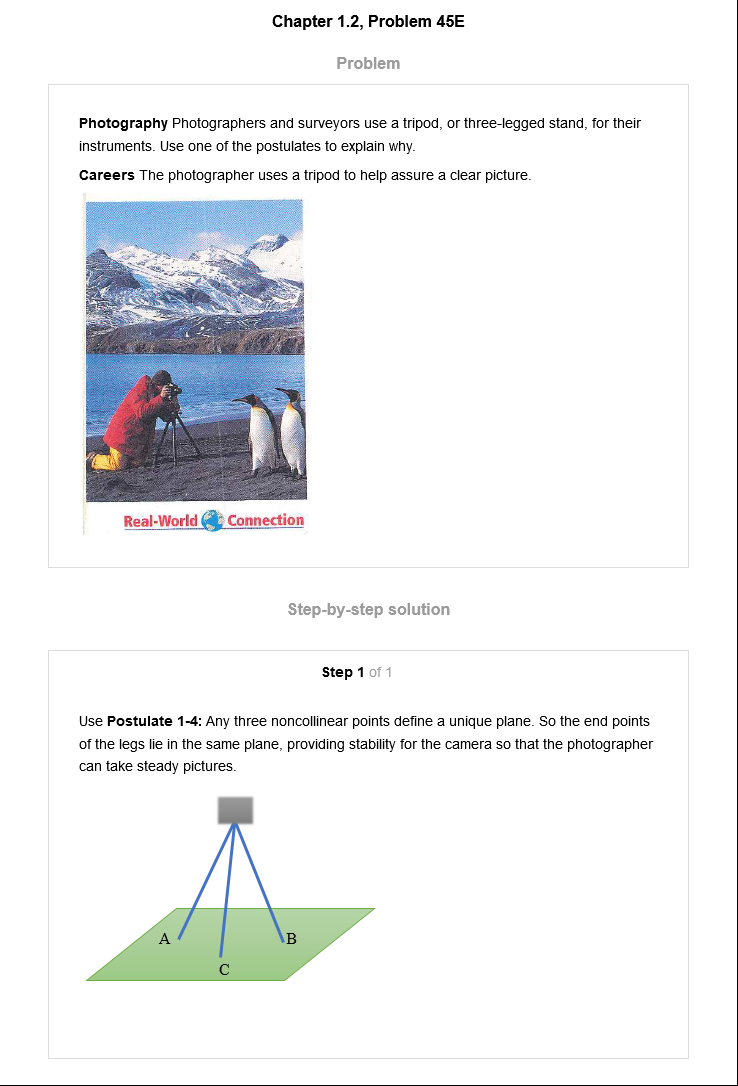 Chapter 1.2, Problem 45E
Problem
Photography Photographers and surveyors use a tripod, or three-legged stand, for their
instruments. Use one of the postulates to explain why.
Careers The photographer uses a tripod to help assure a clear picture.
Real-World Connection
Step-by-step solution
Step 1 of 1
Use Postulate 1-4: Any three noncollinear points define a unique plane. So the end points
of the legs lie in the same plane, providing stability for the camera so that the photographer
can take steady pictures.
A
B
C